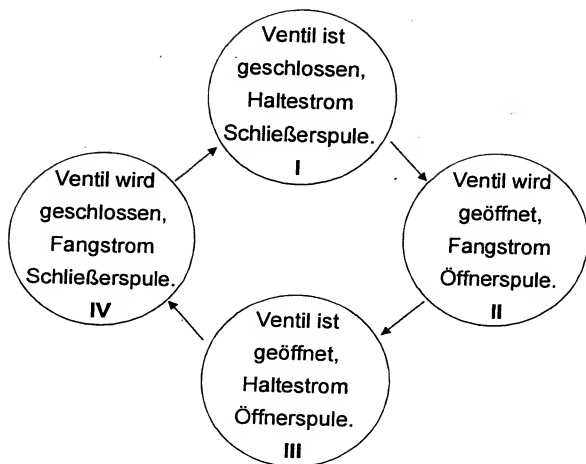 Ventil ist
geschlossen,
Haltestrom
Schließerspule.
I
Ventil wird
geöffnet,
Fangstrom
Öffnerspule.
II
Ventil ist
geöffnet,
Haltestrom
Öffnerspule.
III
Ventil wird
geschlossen,
Fangstrom
Schließerspule.
IV